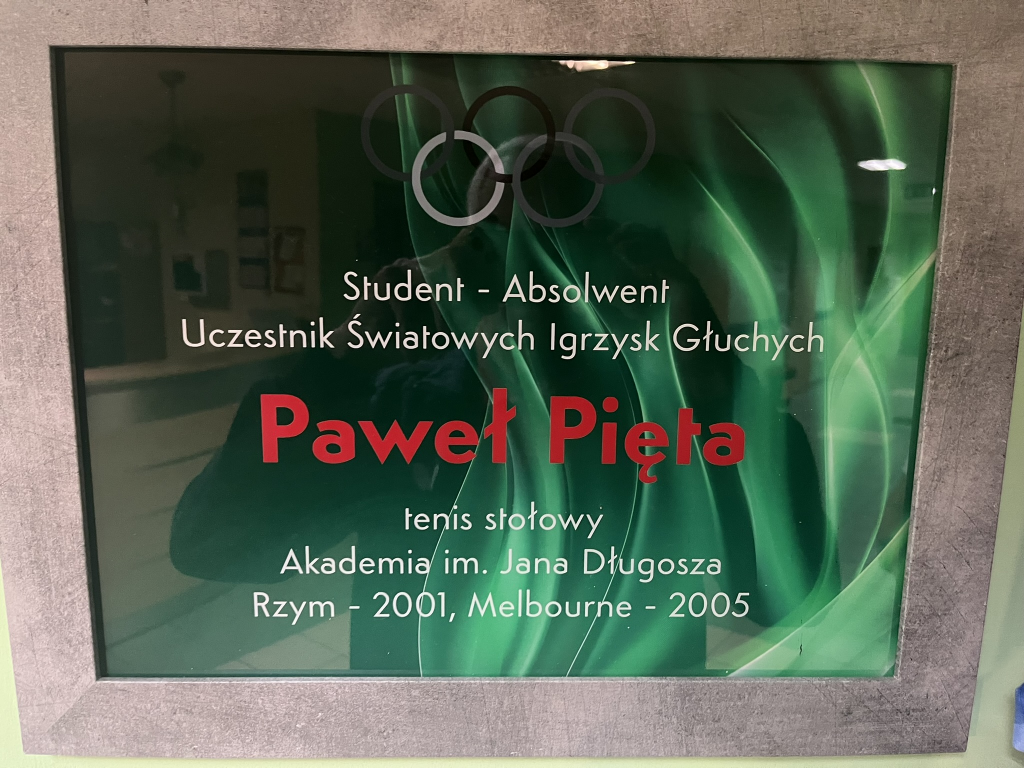 Student - Absolwent
Uczestnik Światowych Igrzysk Głuchych
Paweł Pięta
tenis stołowy
Akademia im. Jana Długosza
Rzym - 2001, Melbourne - 2005